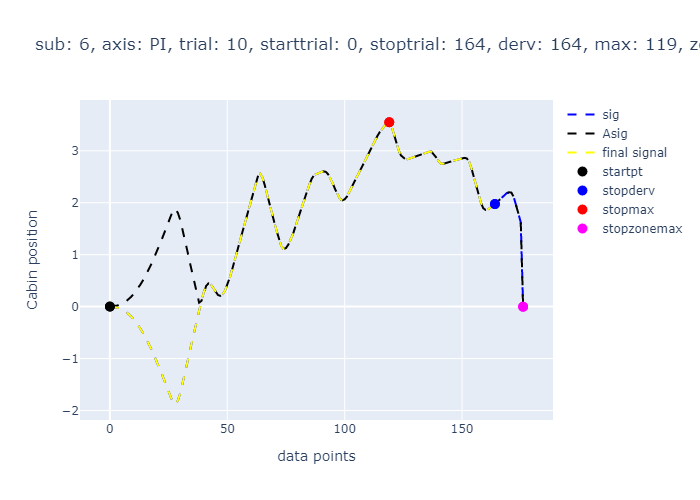 sub: 6, axis: PI, trial: 10, starttrial: 0, stoptrial: 164, derv: 164, max: 119,
sig
Asig
final signal
startpt
stopderv
stopmax
stopzonemax
Cabin position
3
2
1
0
−1
−2
0
50
100
150
data points